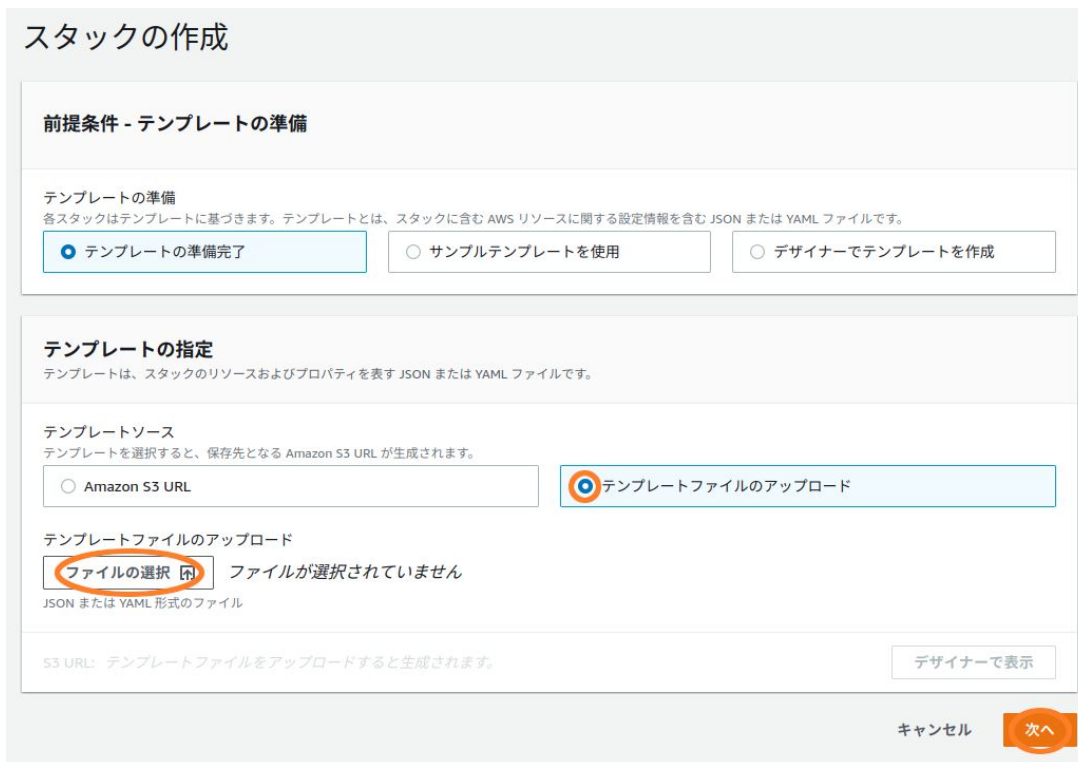 スタックの作成
前提条件 - テンプレートの準備
テンプレートの準備
各スタックはテンプレートに基づきます。テンプレートとは、スタックに含む AWS リソースに関する設定情報を含む JSON または YAML ファイルです。
テンプレートの準備完了
サンプルテンプレートを使用
デザイナーでテンプレートを作成
テンプレートの指定
テンプレートは、スタックのリソースおよびプロパティを表す JSON または YAML ファイルです。
テンプレートソース
テンプレートを選択すると、保存先となる Amazon S3 URL が生成されます。
Amazon S3 URL
テンプレートファイルのアップロード
テンプレートファイルのアップロード
ファイルの選択
ファイルが選択されていません
JSON または YAML 形式のファイル
S3 URL: テンプレートファイルをアップロードすると生成されます。
デザイナーで表示
キャンセル
次へ